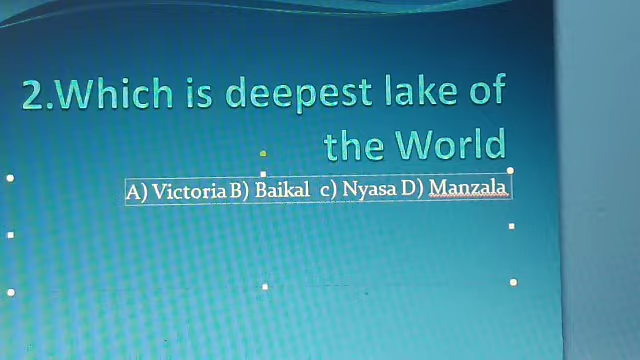 2.Which is deepest lake of
the World
A) Victoria B) Baikal c) Nyasa D) Manzala